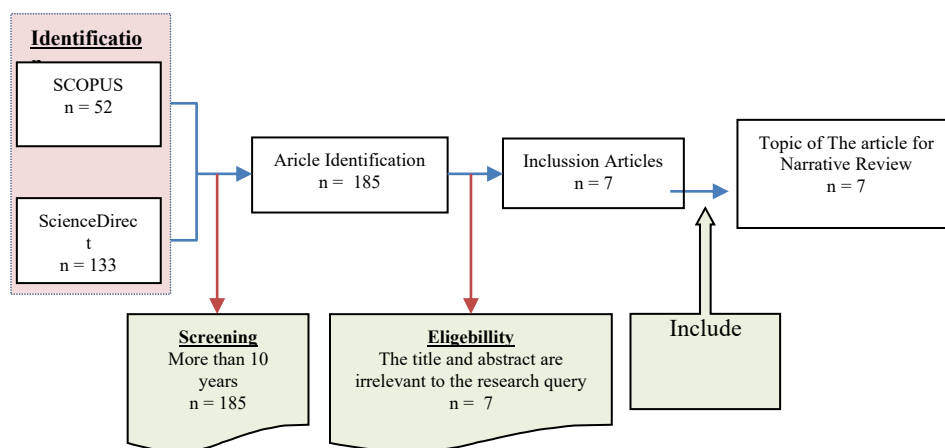 Identificatio
n
SCOPUS
n = 52
ScienceDirec
t
n = 133
Aricle Identification
n = 185
Inclussion Articles
n = 7
Topic of The article for
Narrative Review
n = 7
Screening
More than 10
years
n = 185
Eligebillity
The title and abstract are
irrelevant to the research query
n = 7
Include